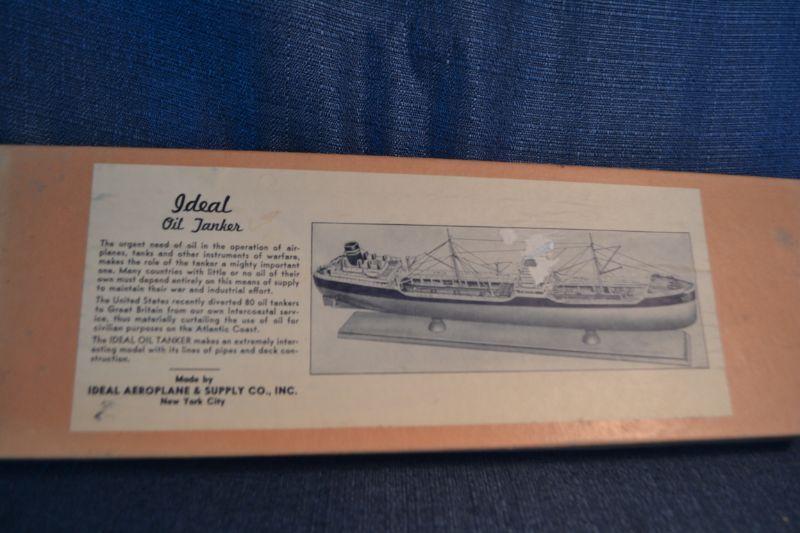 Ideal
Oil Tanker
The urgent need of oil in the operation of air-
planes, tanks and other instruments of warfare,
makes the role of the tanker a mighty important
one. Many countries with little or no oil of their
own must depend entirely on this means of supply
to maintain their war and industrial effort.
The United States recently diverted 80 oil tankers
to Great Britain from our own Intercoastal serv-
ice, thus materially curtailing the use of oil for
civilian purposes on the Atlantic Coast.
The IDEAL OIL TANKER makes an extremely inter-
esting model with its lines of pipes and deck con-
struction.
Made by
IDEAL AEROPLANE & SUPPLY CO., INC.
New York City